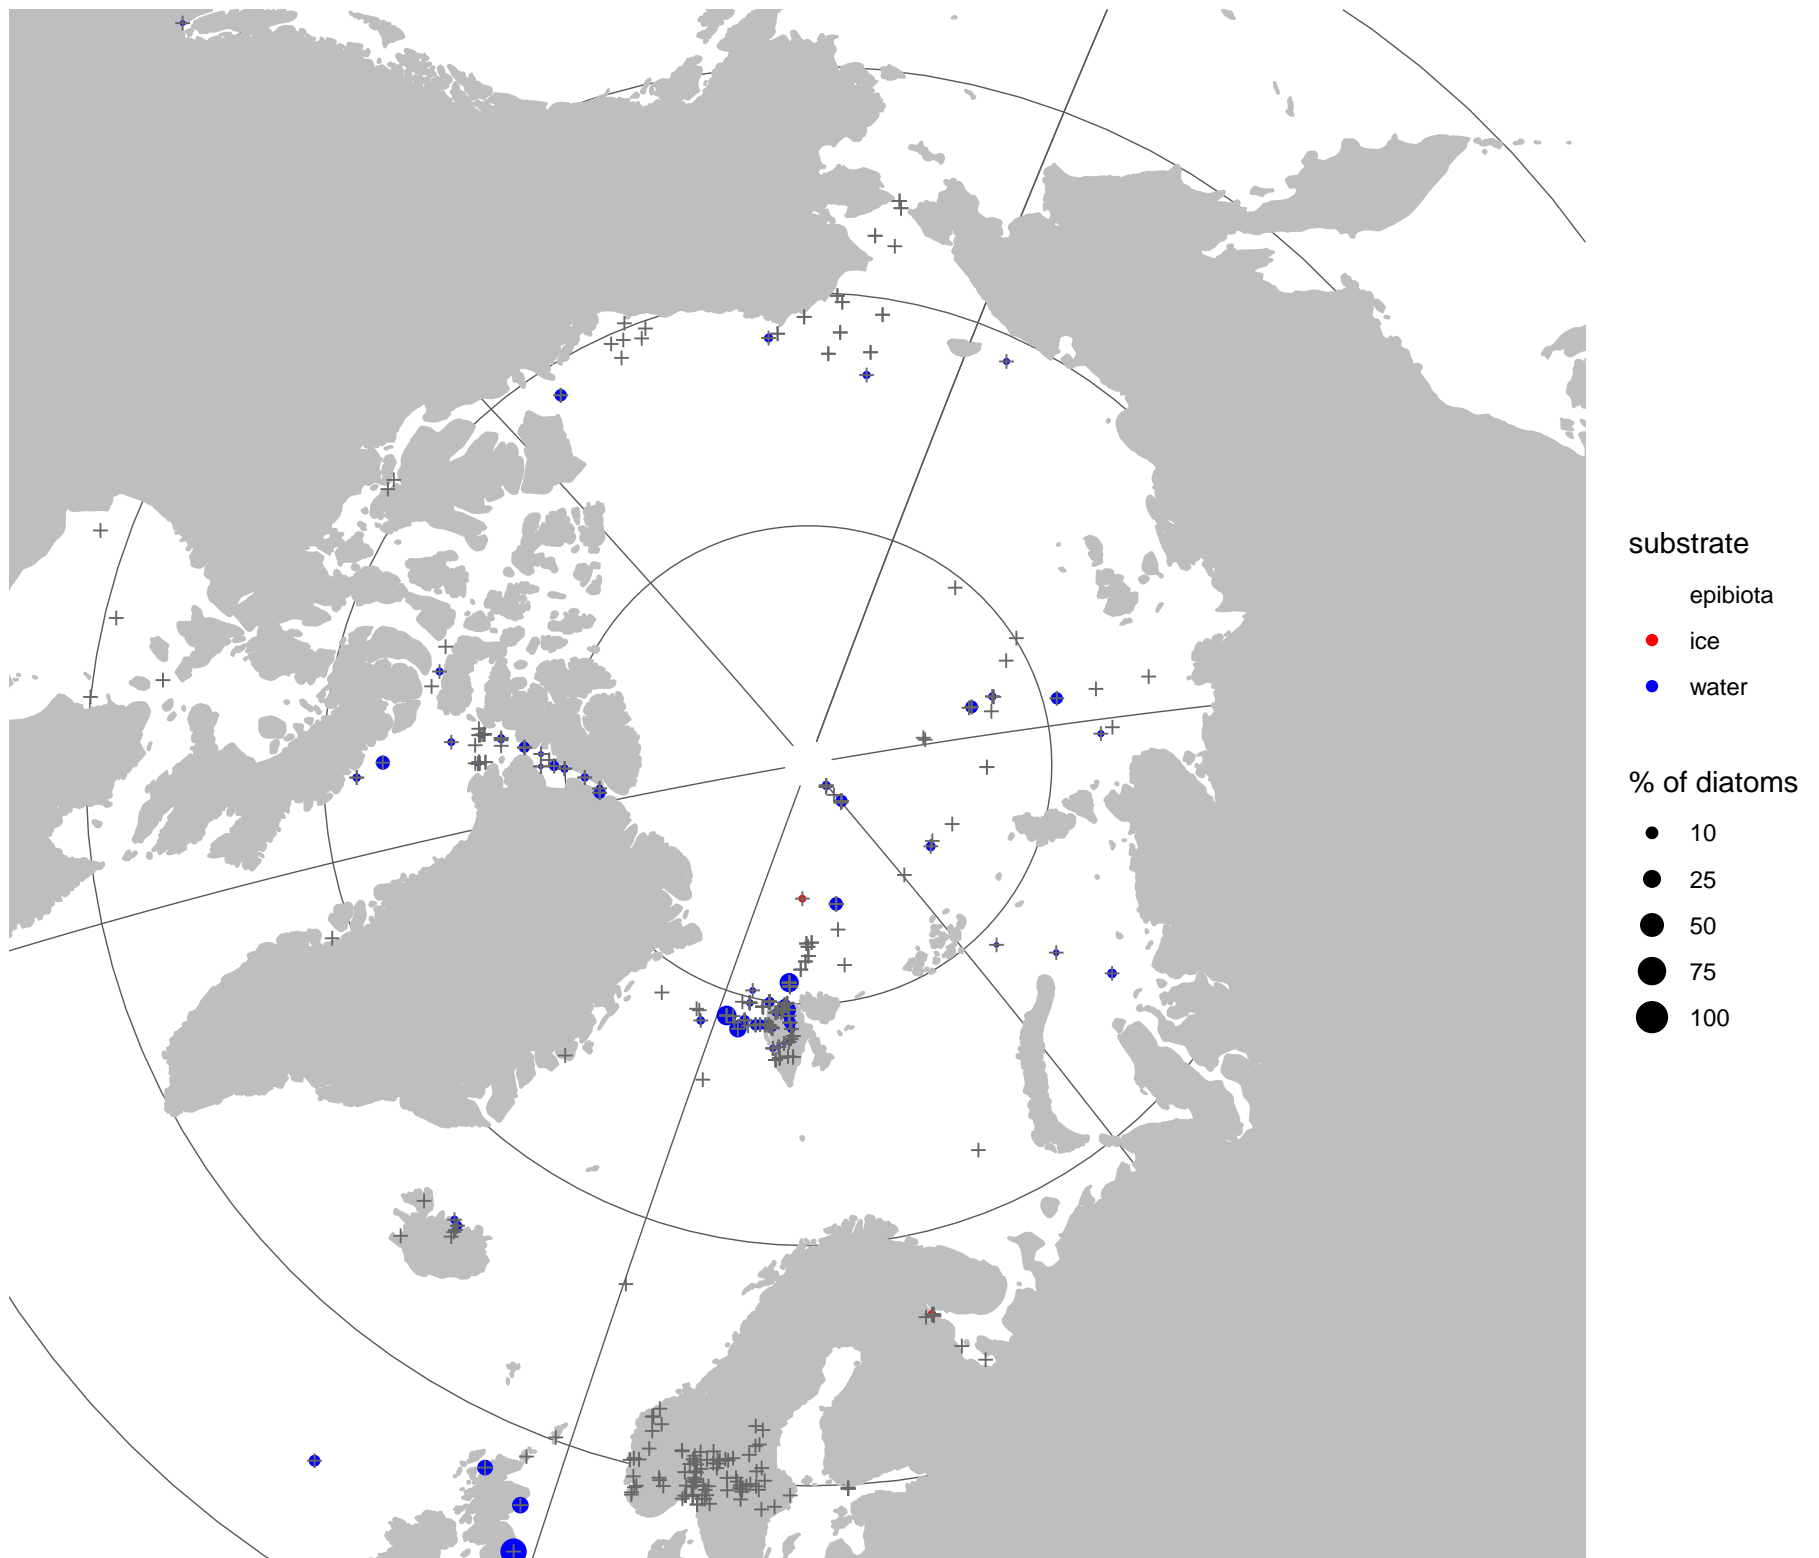 substrate
epibiota
ice
water
% of diatoms
10
25
50
75
100